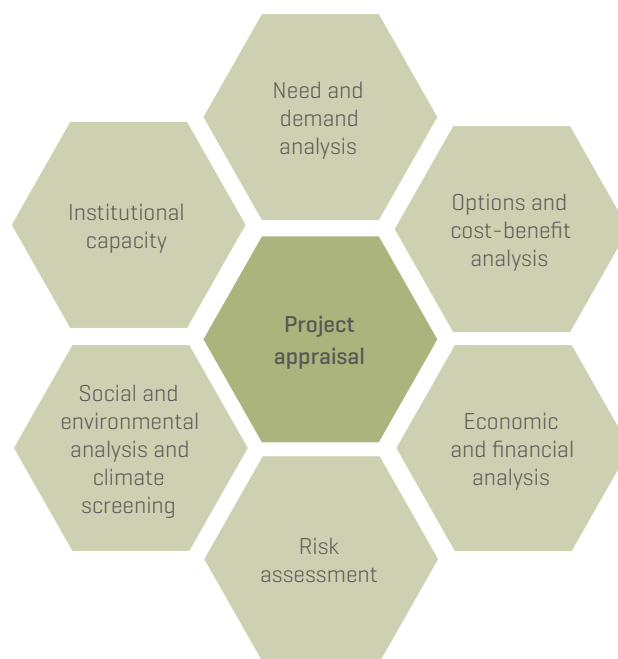 Need and
demand
analysis
Institutional
capacity
Options and
cost-benefit
analysis
Project
appraisal
Social and
environmental
analysis and
climate
screening
Economic
and financial
analysis
Risk
assessment